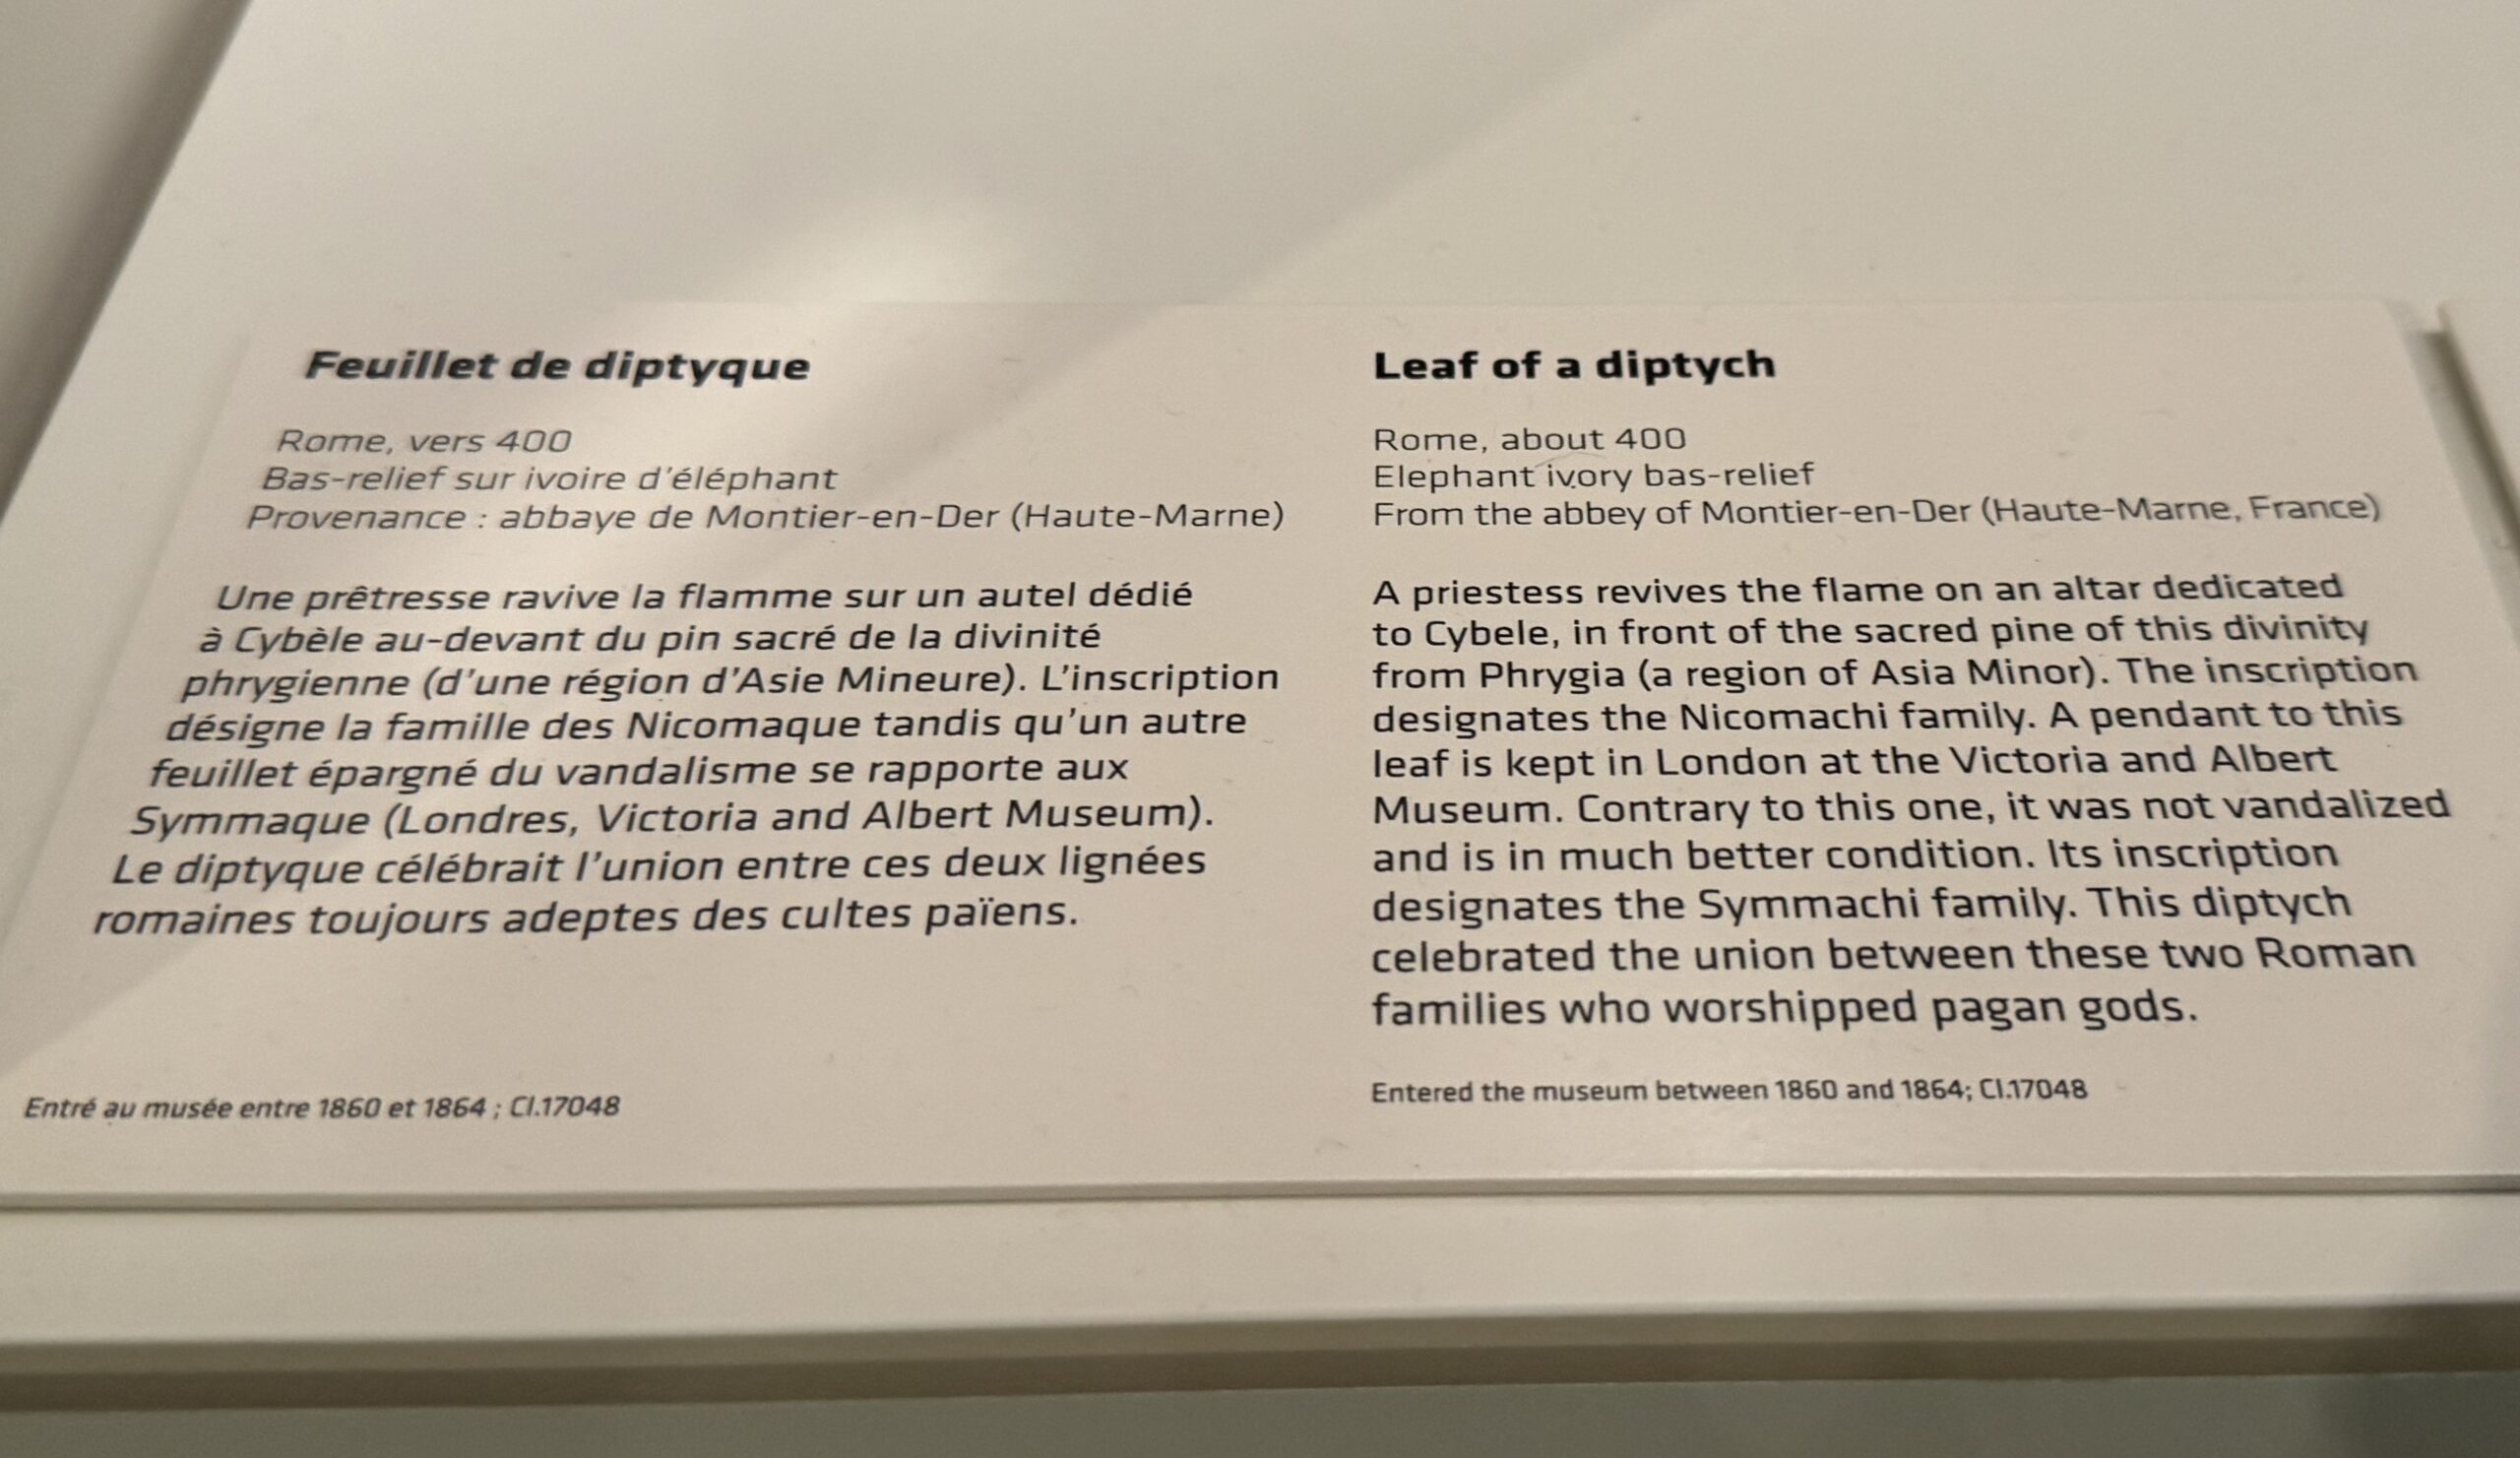 Feuillet de diptyque
Rome, vers 400
Bas-relief sur ivoire d'éléphant
Provenance : abbaye de Montier-en-Der (Haute-Marne)
Une prêtresse ravive la flamme sur un autel dédié
à Cybèle au-devant du pin sacré de la divinité
phrygienne (d'une région d'Asie Mineure). L'inscription
désigne la famille des Nicomaque tandis qu'un autre
feuillet épargné du vandalisme se rapporte aux
Symmaque (Londres, Victoria and Albert Museum).
Le diptyque célébrait l'union entre ces deux lignées
romaines toujours adeptes des cultes païens.
Entré au musée entre 1860 et 1864 ; Cl.17048
Leaf of a diptych
Rome, about 400
Elephant ivory bas-relief
From the abbey of Montier-en-Der (Haute-Marne, France)
A priestess revives the flame on an altar dedicated
to Cybele, in front of the sacred pine of this divinity
from Phrygia (a region of Asia Minor). The inscription
designates the Nicomachi family. A pendant to this
leaf is kept in London at the Victoria and Albert
Museum. Contrary to this one, it was not vandalized
and is in much better condition. Its inscription
designates the Symmachi family. This diptych
celebrated the union between these two Roman
families who worshipped pagan gods.
Entered the museum between 1860 and 1864; Cl.17048